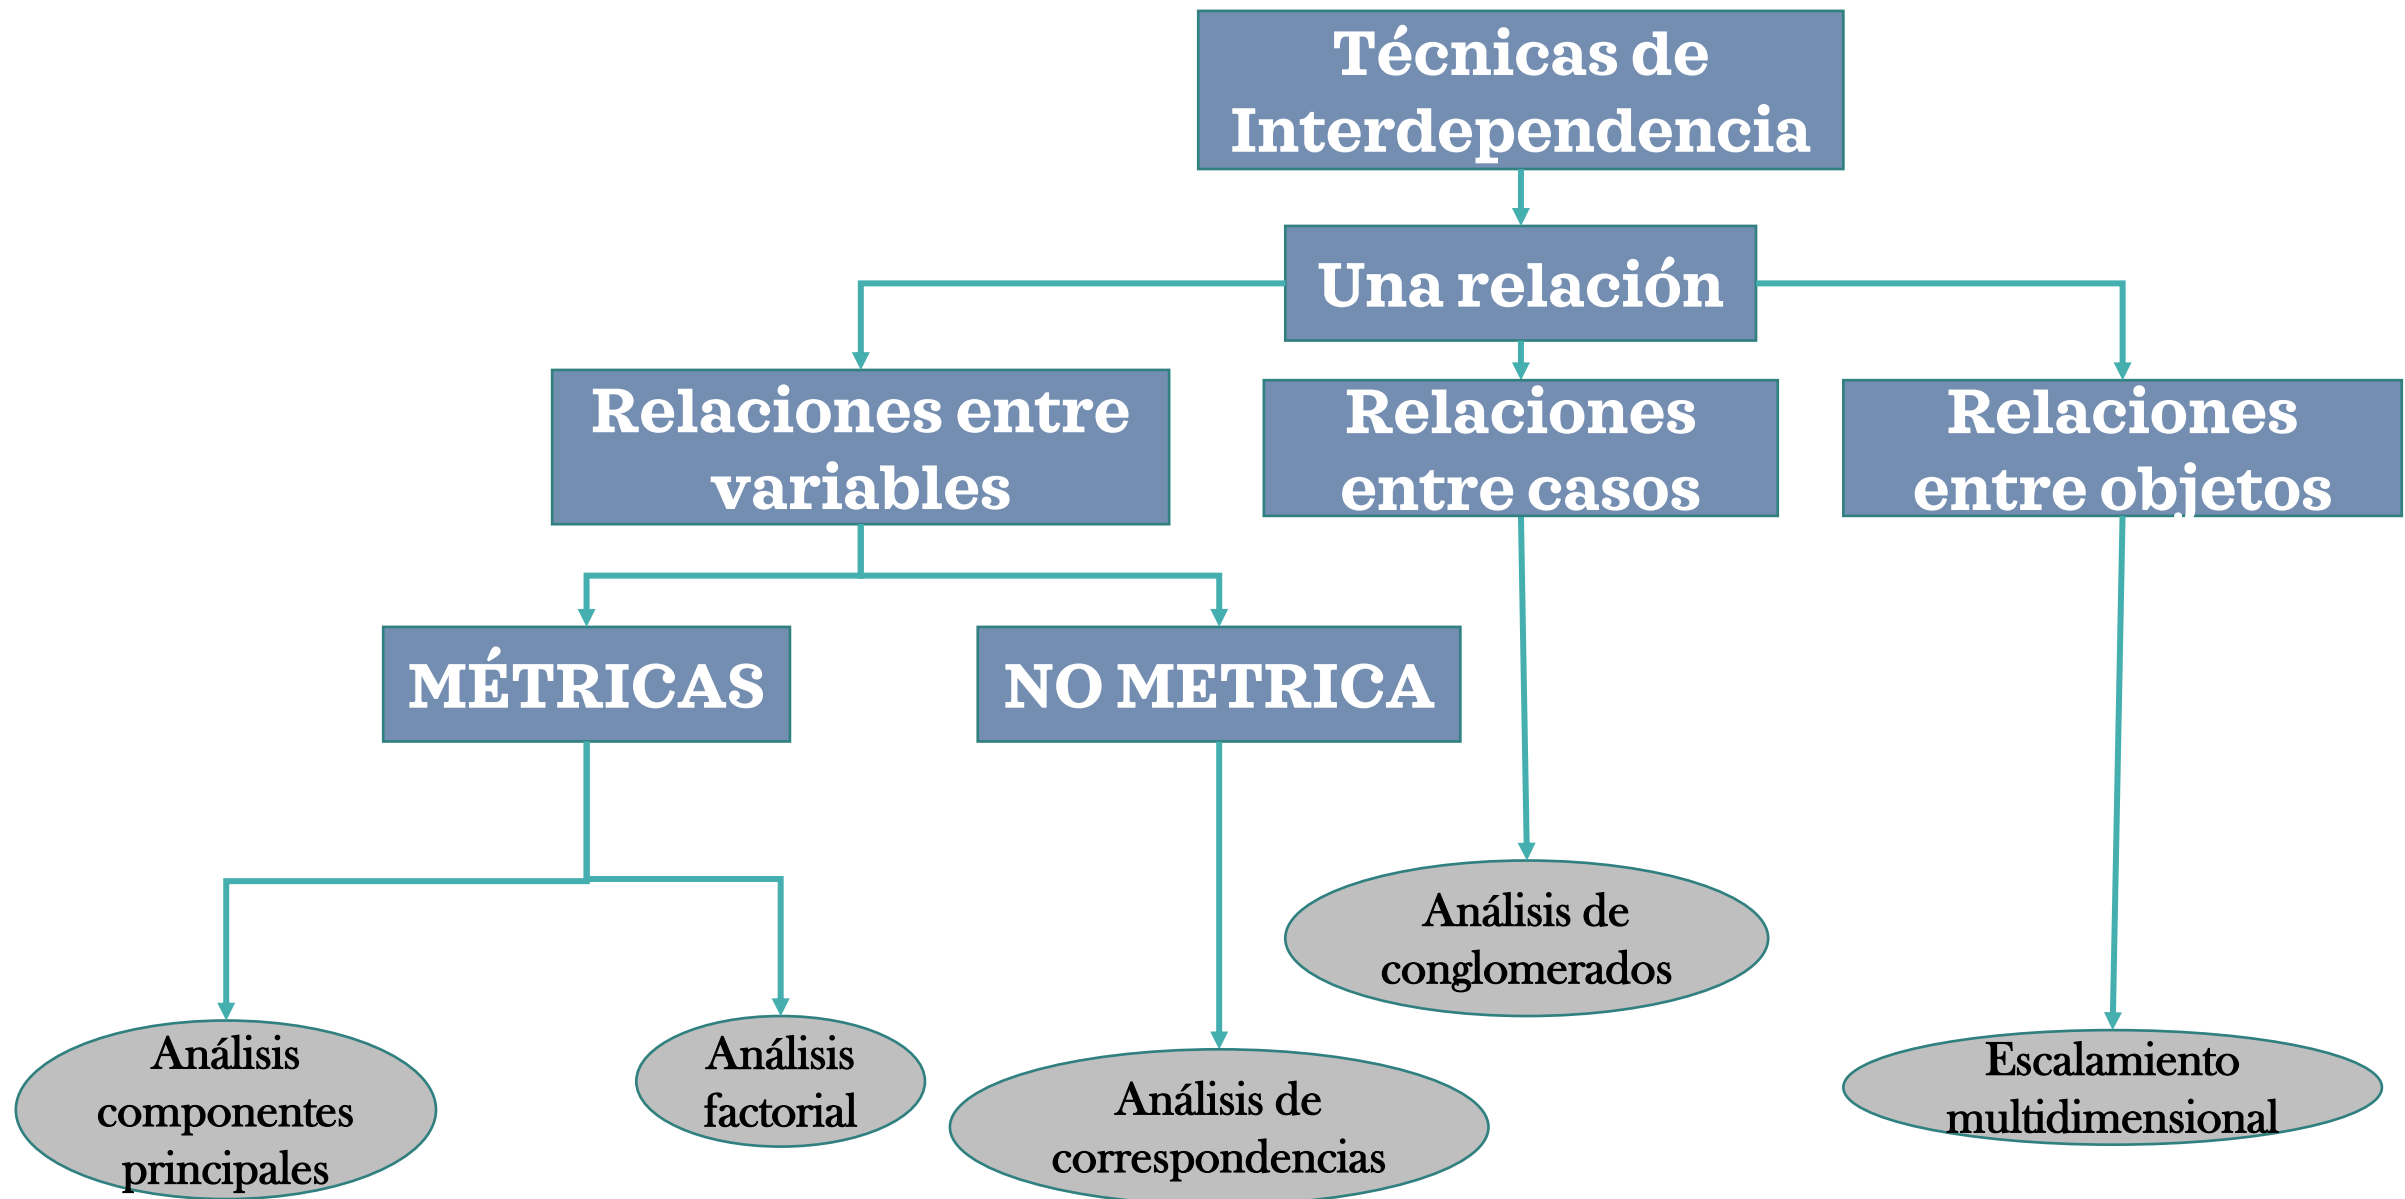 Técnicas de
Interdependencia
Una relación
Relaciones entre
variables
Relaciones
entre casos
Relaciones
entre objetos
MÉTRICAS
NO METRICA
Análisis de
conglomerados
Análisis
componentes
principales
Análisis
factorial
Análisis de
correspondencias
Escalamiento
multidimensional